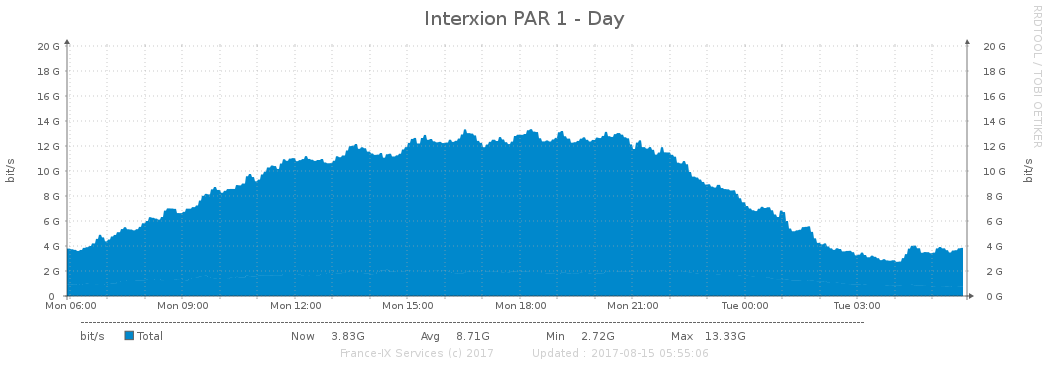 Interxion PAR 1 - Day
RRDTOOL / TOBI OETIKER
20 G 20 G
18 G 18 G
16 G 16 G
14 G 14 G
12 G 12 G
10 G 10 G
8 G 8 G
6 G 6 G
4 G 4 G
2 G 2 G
0 0 G
bit/s bit/s
Mon 06:00 Mon 09:00 Mon 12:00 Mon 15:00 Mon 18:00 Mon 21:00 Tue 00:00 Tue 03:00
bit/s Total Now 3.83G Avg 8.71G Min 2.72G Max 13.33G
France-IX Services (c) 2017 Updated : 2017-08-15 05:55:06